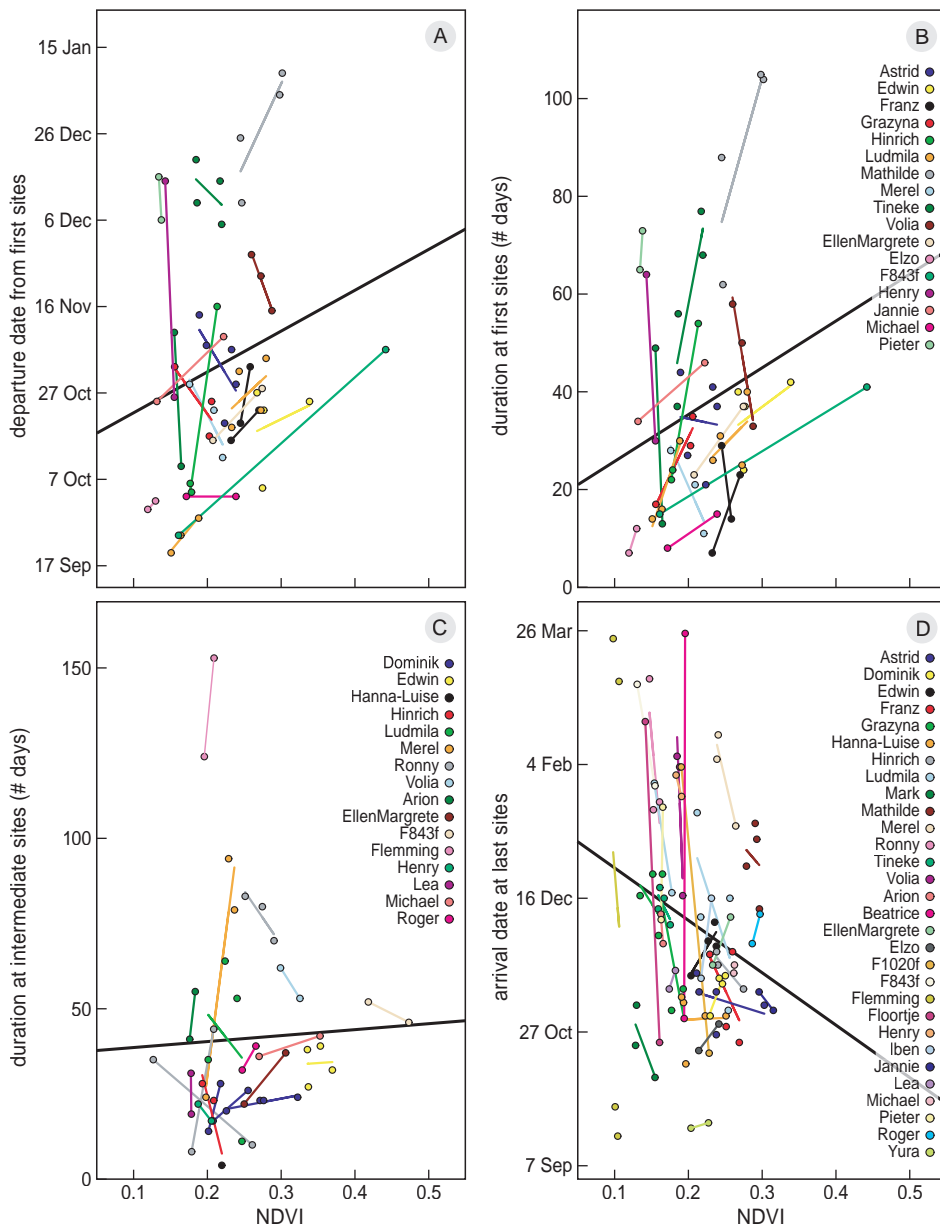 A
departure date from first sites
15 Jan
26 Dec
6 Dec
16 Nov
27 Oct
7 Oct
17 Sep
B
duration at first sites (# days)
100
80
60
40
20
0
Astrid
Edwin
Franz
Grazyna
Hinrich
Ludmila
Mathilde
Merel
Tineke
Volia
EllenMargrete
Elzo
F843f
Henry
Jannie
Michael
Pieter
C
duration at intermediate sites (# days)
150
100
50
0
Dominik
Edwin
Hanna-Luise
Hinrich
Ludmila
Merel
Ronny
Volia
Arion
EllenMargrete
F843f
Flemming
Henry
Lea
Michael
Roger
0.1 0.2 0.3 0.4 0.5
NDVI
D
arrival date at last sites
26 Mar
4 Feb
16 Dec
27 Oct
7 Sep
Astrid
Dominik
Edwin
Franz
Grazyna
Hanna-Luise
Hinrich
Ludmila
Mark
Mathilde
Merel
Ronny
Tineke
Volia
Arion
Beatrice
EllenMargrete
Elzo
F1020f
F843f
Flemming
Floortje
Henry
Iben
Jannie
Lea
Michael
Pieter
Roger
Yura
0.1 0.2 0.3 0.4 0.5
NDVI